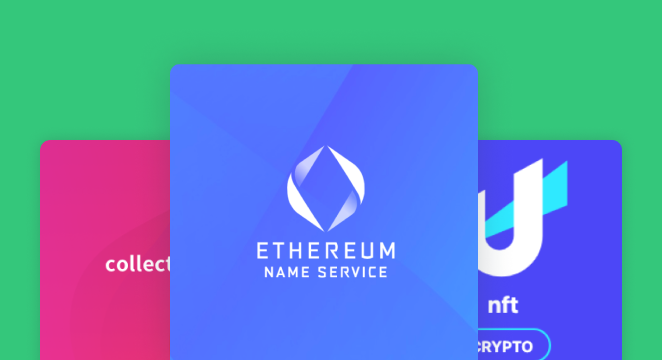 collect
ETHEREUM
NAME SERVICE
nft
CRYPTO